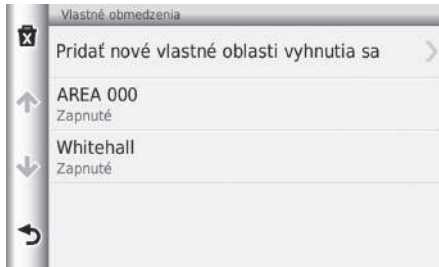 Vlastné obmedzenia
Pridať nové vlastné oblasti vyhnutia sa
AREA 000
Zapnuté
Whitehall
Zapnuté